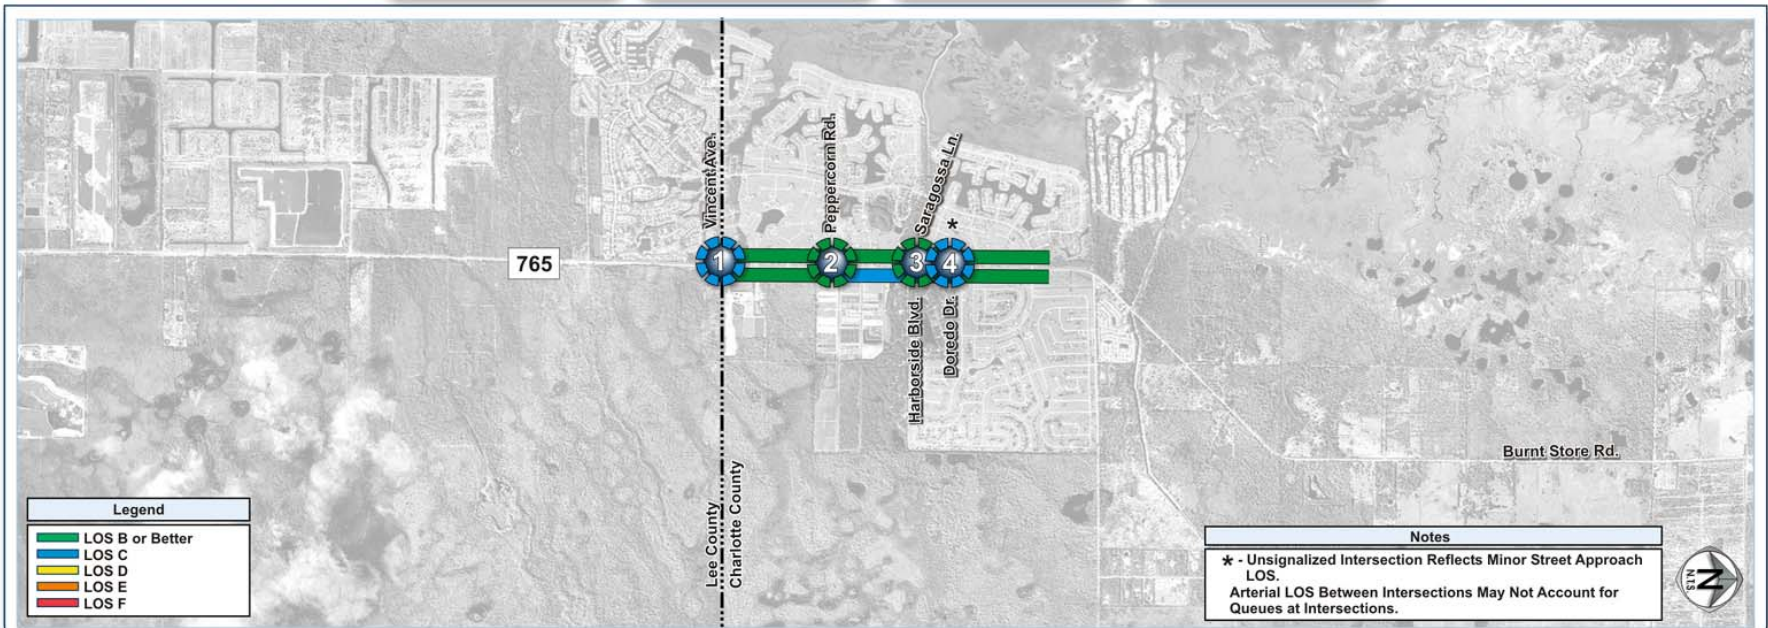 Vincent Ave.
Peppercorn Rd.
Saragossa Ln.
*
765
1
2
3
4
Harborside Blvd.
Doredo Dr.
Burnt Store Rd.
Lee County
Charlotte County
Legend
LOS B or Better
LOS C
LOS D
LOS E
LOS F
Notes
* - Unsignalized Intersection Reflects Minor Street Approach
LOS.
Arterial LOS Between Intersections May Not Account for
Queues at Intersections.
N
N.T.S